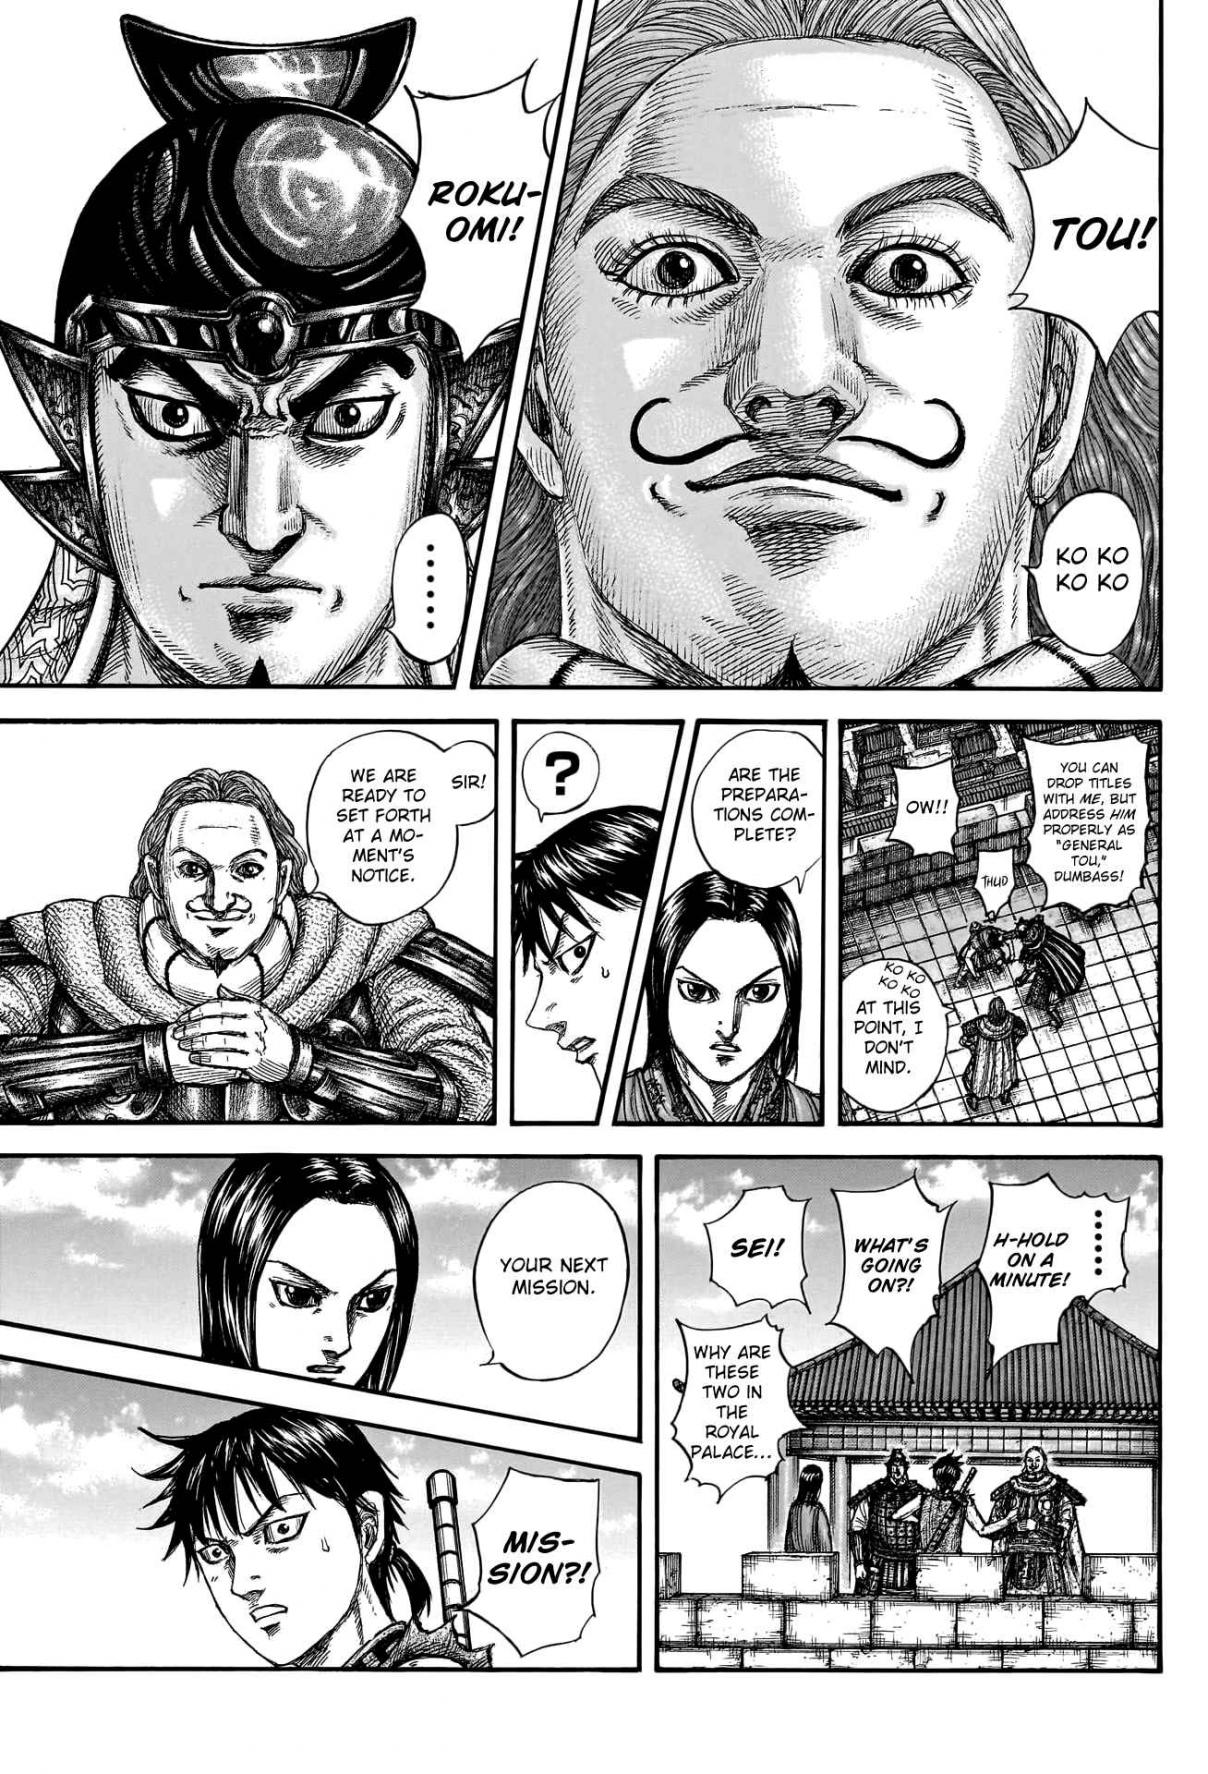 TOU!
KO KO
KO KO
ROKU-
OMI!
......
YOU CAN
DROP TITLES
WITH ME, BUT
ADDRESS HIM
PROPERLY AS
"GENERAL
TOU,"
DUMBASS!
OW!!
THUD
KO KO
KO KO
AT THIS
POINT, I
DON'T
MIND.
ARE THE
PREPARA-
TIONS COM-
PLETE?
?
SIR!
WE ARE
READY TO
SET FORTH
AT A MO-
MENT'S
NOTICE.
......
H-HOLD
ON A
MINUTE!
WHAT'S
GOING
ON?!
SEI!
WHY ARE
THESE
TWO IN
THE
ROYAL
PALACE...
YOUR NEXT
MISSION.
MIS-
SION?!